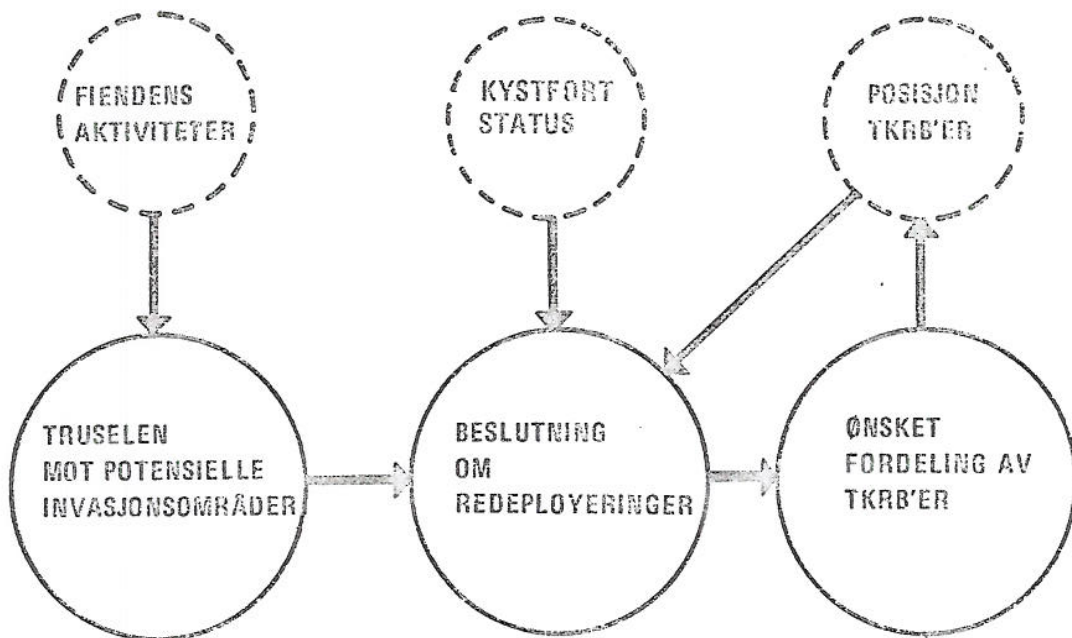 FIENDENS
AKTIVITETER
KYSTFORT
STATUS
POSISJON
TKRB'ER
TRUSELEN
MOT POTENSIELLE
INVASJONSOMRÅDER
BESLUTNING
OM
REDEPLOYERINGER
ØNSKET
FORDELING AV
TKRB'ER